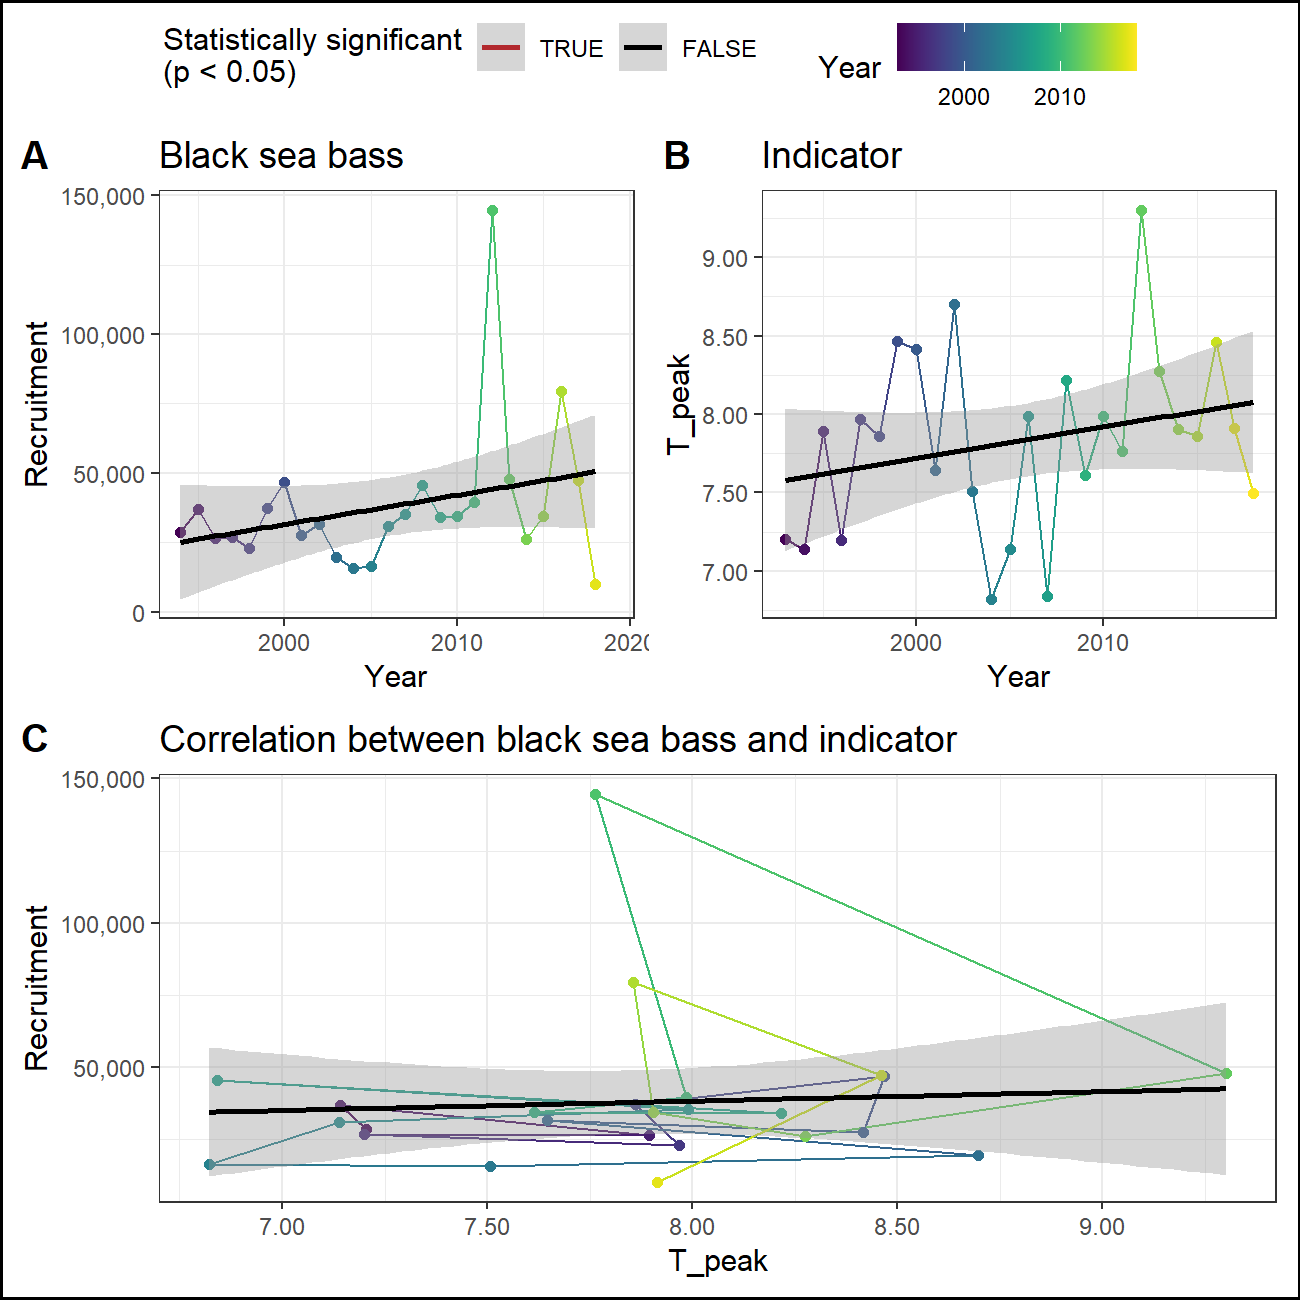 Statistically significant
(p < 0.05)
TRUE
FALSE
Year
2000
2010
A
Black sea bass
150,000
100,000
50,000
0
Recruitment
2000
2010
202
Year
B
Indicator
9.00
8.50
8.00
7.50
7.00
T_peak
2000
2010
Year
C
Correlation between black sea bass and indicator
150,000
100,000
50,000
Recruitment
7.00
7.50
8.00
8.50
9.00
T_peak